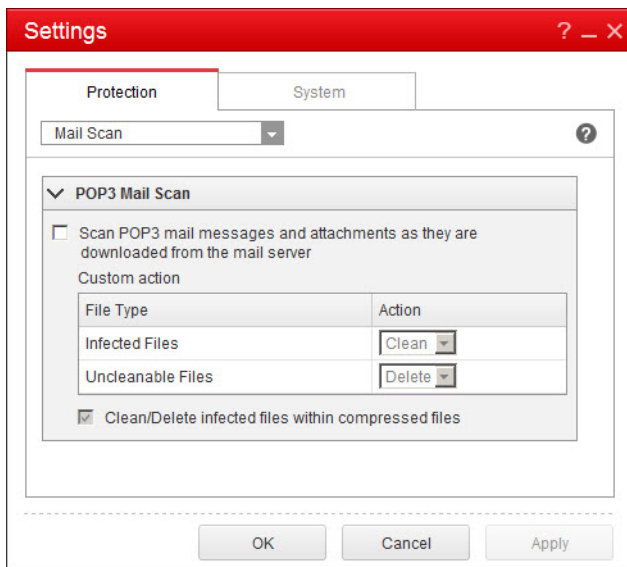 Settings
?
Protection
System
Mail Scan
?
POP3 Mail Scan
Scan POP3 mail messages and attachments as they are
downloaded from the mail server
Custom action
File Type Action
Infected Files Clean
Uncleanable Files Delete
Clean/Delete infected files within compressed files
OK Cancel Apply